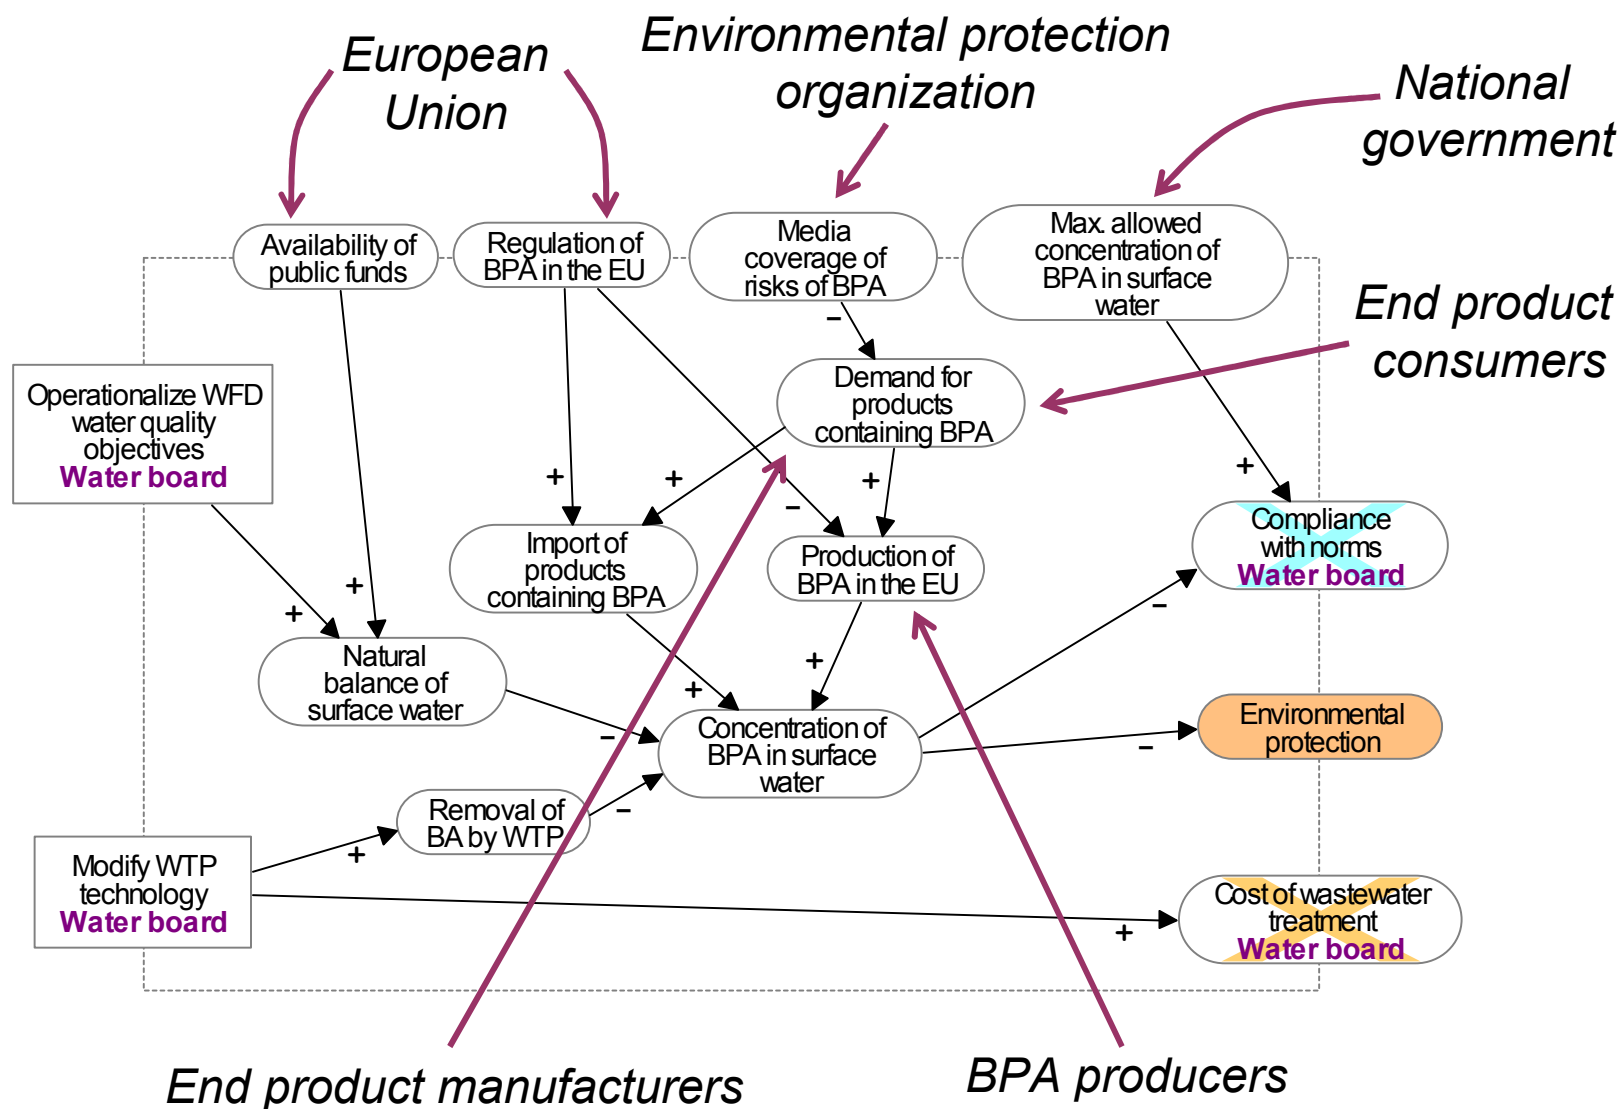 European
Union
Environmental protection
organization
National
government
Availability of
public funds
Regulation of
BPA in the EU
Media
coverage of
risks of BPA
Max. allowed
concentration of
BPA in surface
water
End product
consumers
−
Operationalize WFD
water quality
objectives
Water board
Demand for
products
containing BPA
+
+
+
+
−
Compliance
with norms
Water board
Import of
products
containing BPA
Production of
BPA in the EU
+
+
−
Natural
balance of
surface water
+
+
−
Concentration of
BPA in surface
water
−
Environmental
protection
Removal of
BA by WTP
−
+
Modify WTP
technology
Water board
+
Cost of wastewater
treatment
Water board
End product manufacturers
BPA producers